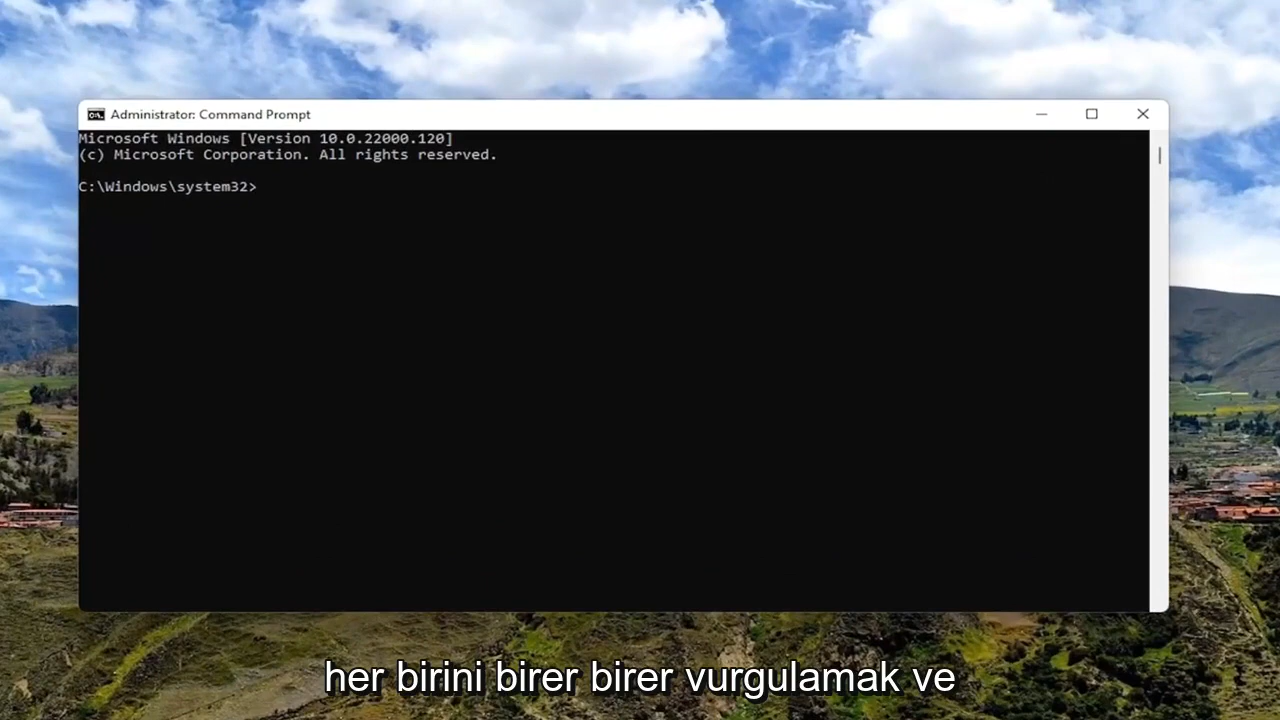 Administrator: Command Prompt
Microsoft Windows [Version 10.0.22000.120]
(c) Microsoft Corporation. All rights reserved.
C:\Windows\system32>
her birini birer birer vurgulamak ve